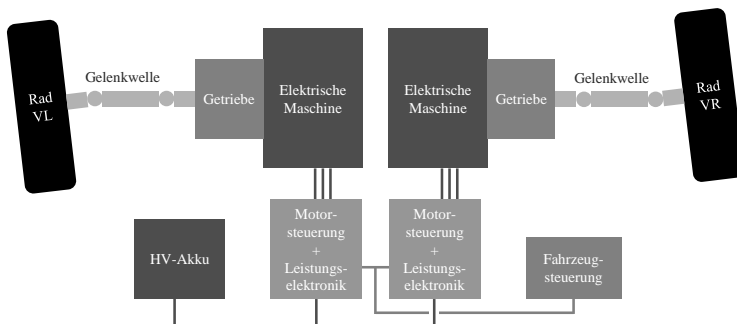 Gelenkwelle
Rad
VL
Getriebe
Elektrische
Maschine
Elektrische
Maschine
Getriebe
Gelenkwelle
Rad
VR
Motor-
steuerung
+
Leistungs-
elektronik
Motor-
steuerung
+
Leistungs-
elektronik
HV-Akku
Fahrzeug-
steuerung